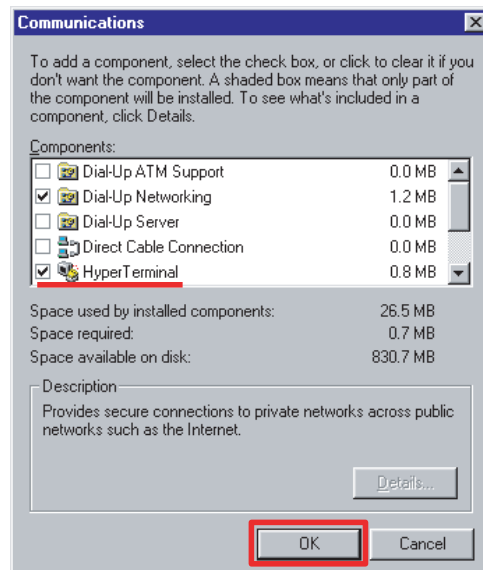 Communications
To add a component, select the check box, or click to clear it if you
don't want the component. A shaded box means that only part of
the component will be installed. To see what's included in a
component, click Details.
Components:
Dial-Up ATM Support 0.0 MB
Dial-Up Networking 1.2 MB
Dial-Up Server 0.0 MB
Direct Cable Connection 0.0 MB
HyperTerminal 0.8 MB
Space used by installed components: 26.5 MB
Space required: 0.7 MB
Space available on disk: 830.7 MB
Description
Provides secure connections to private networks across public
networks such as the Internet.
Details...
OK Cancel